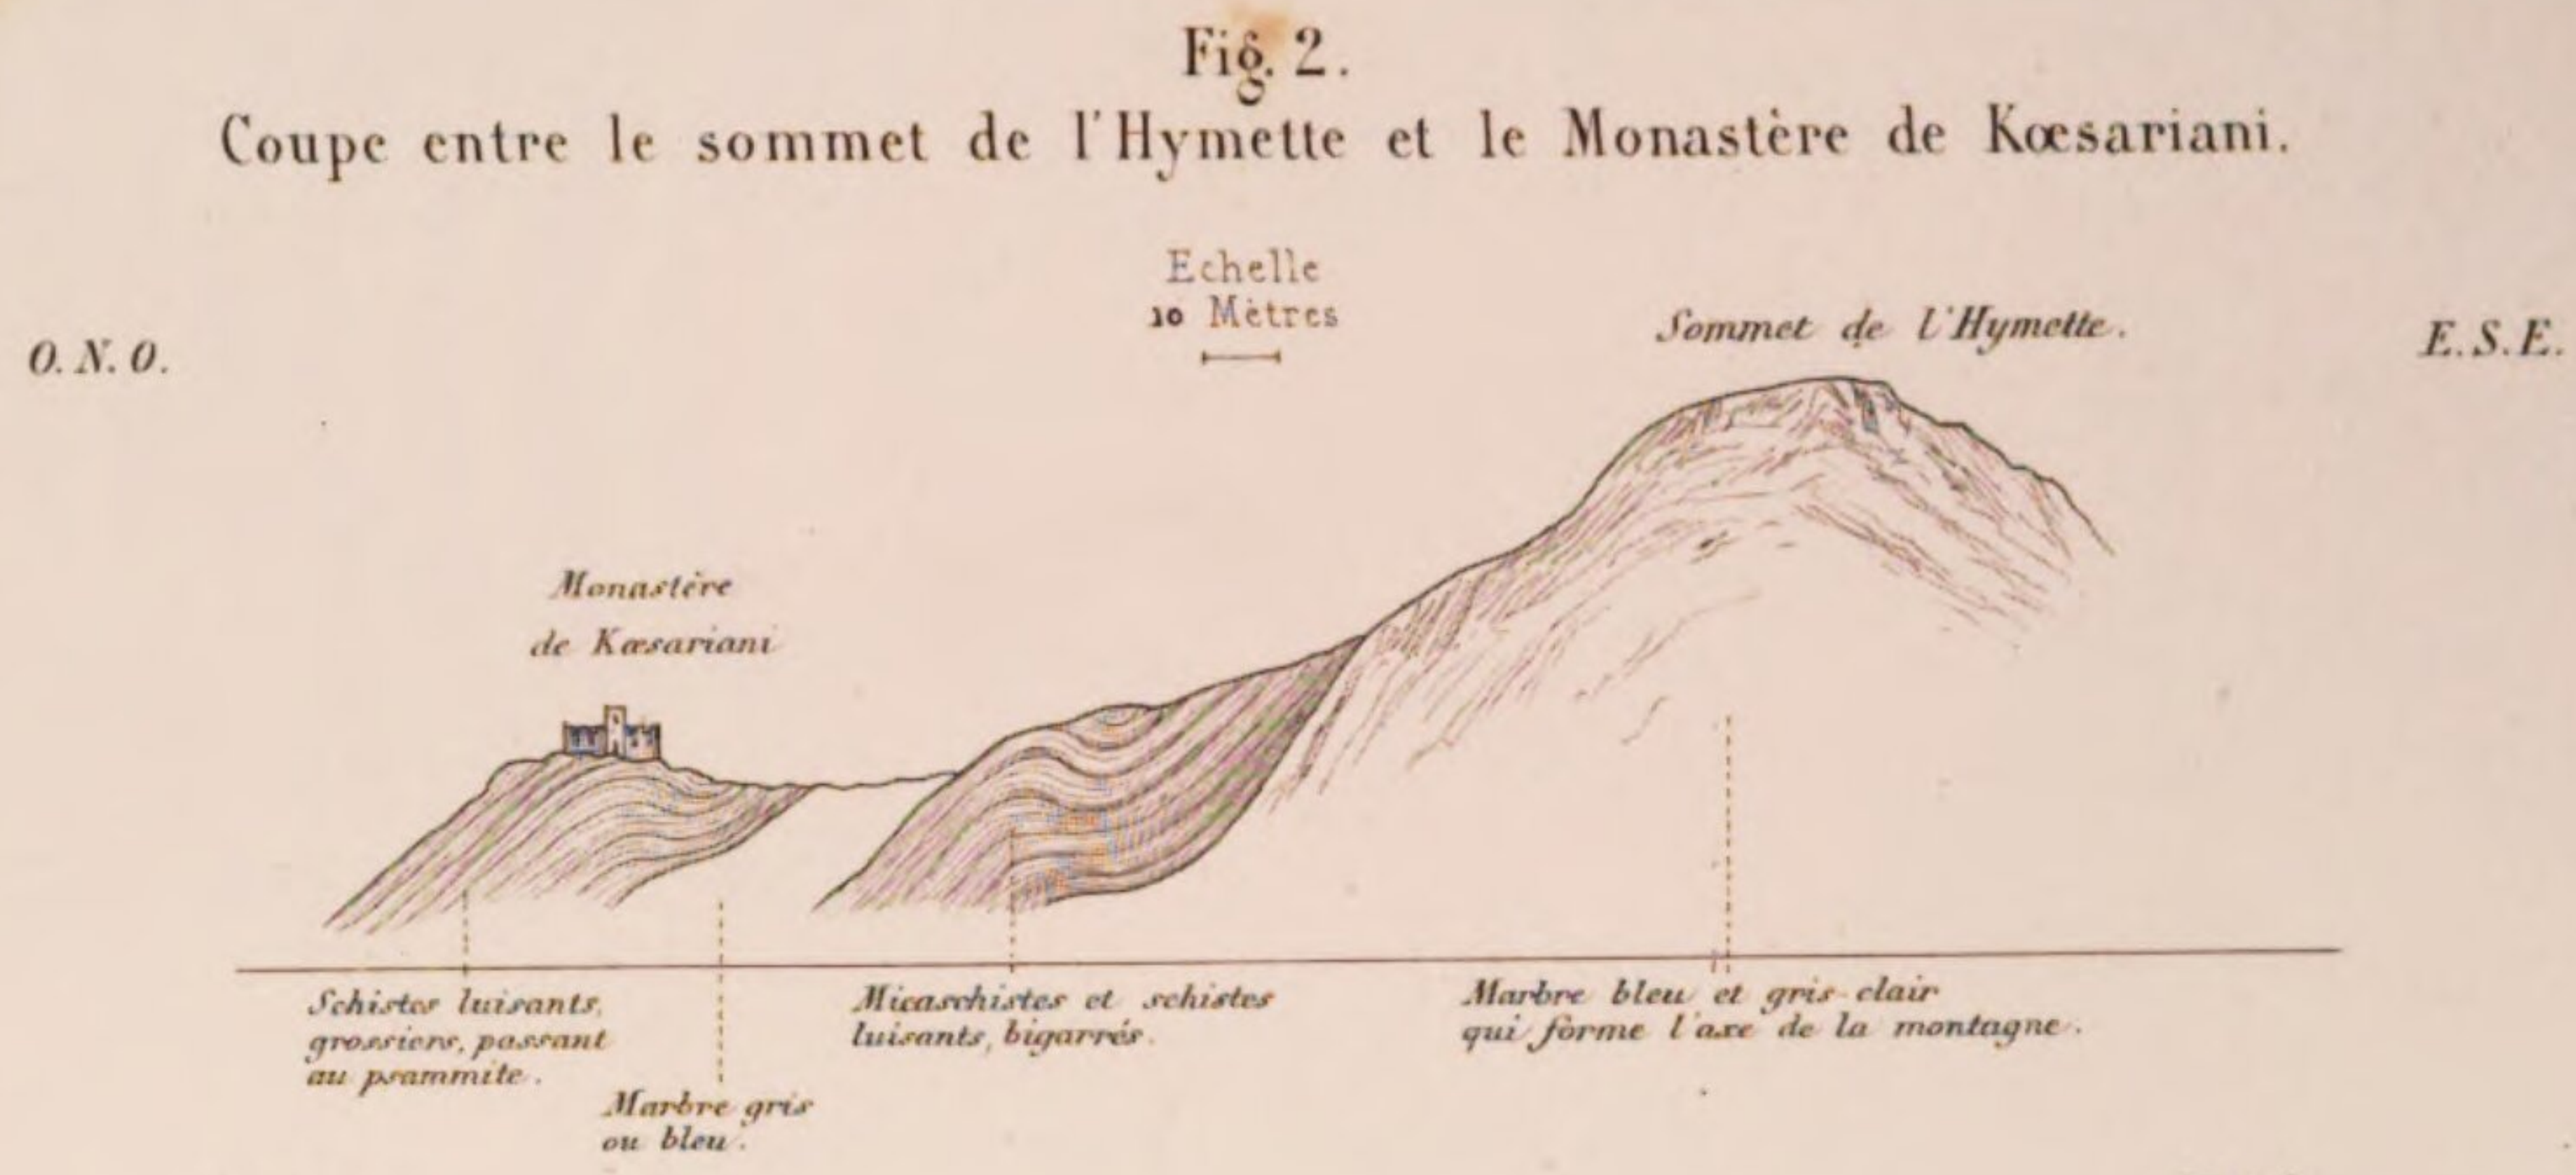 Fig. 2.
Coupe entre le sommet de l'Hymette et le Monastère de Kœsariani.
Echelle
10 Mètres
O. N. O.
Sommet de l'Hymette.
E. S. E.
Monastère
de Kœsariani
Schistes luisants,
grossiers, passant
au psammite.
Marbre gris
ou bleu.
Micaschistes et schistes
luisants, bigarrés.
Marbre bleu et gris-clair
qui forme l'axe de la montagne.